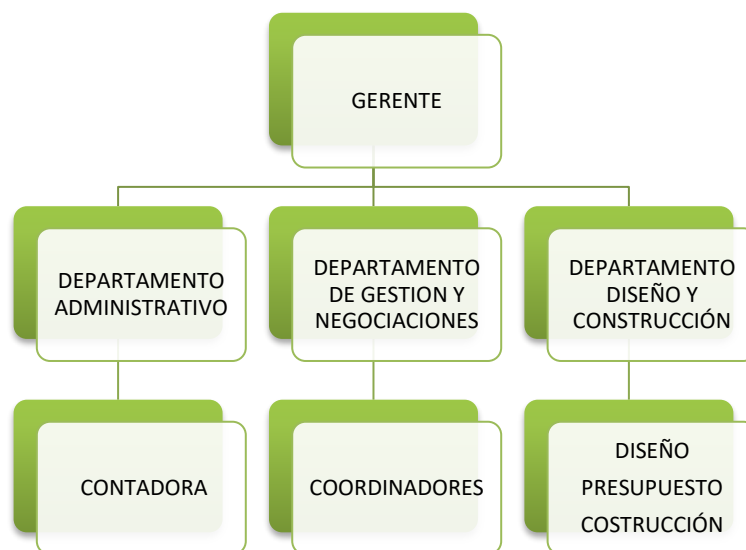 GERENTE
DEPARTAMENTO
ADMINISTRATIVO
DEPARTAMENTO
DE GESTION Y
NEGOCIACIONES
DEPARTAMENTO
DISEÑO Y
CONSTRUCCIÓN
CONTADORA
COORDINADORES
DISEÑO
PRESUPUESTO
COSTRUCCIÓN